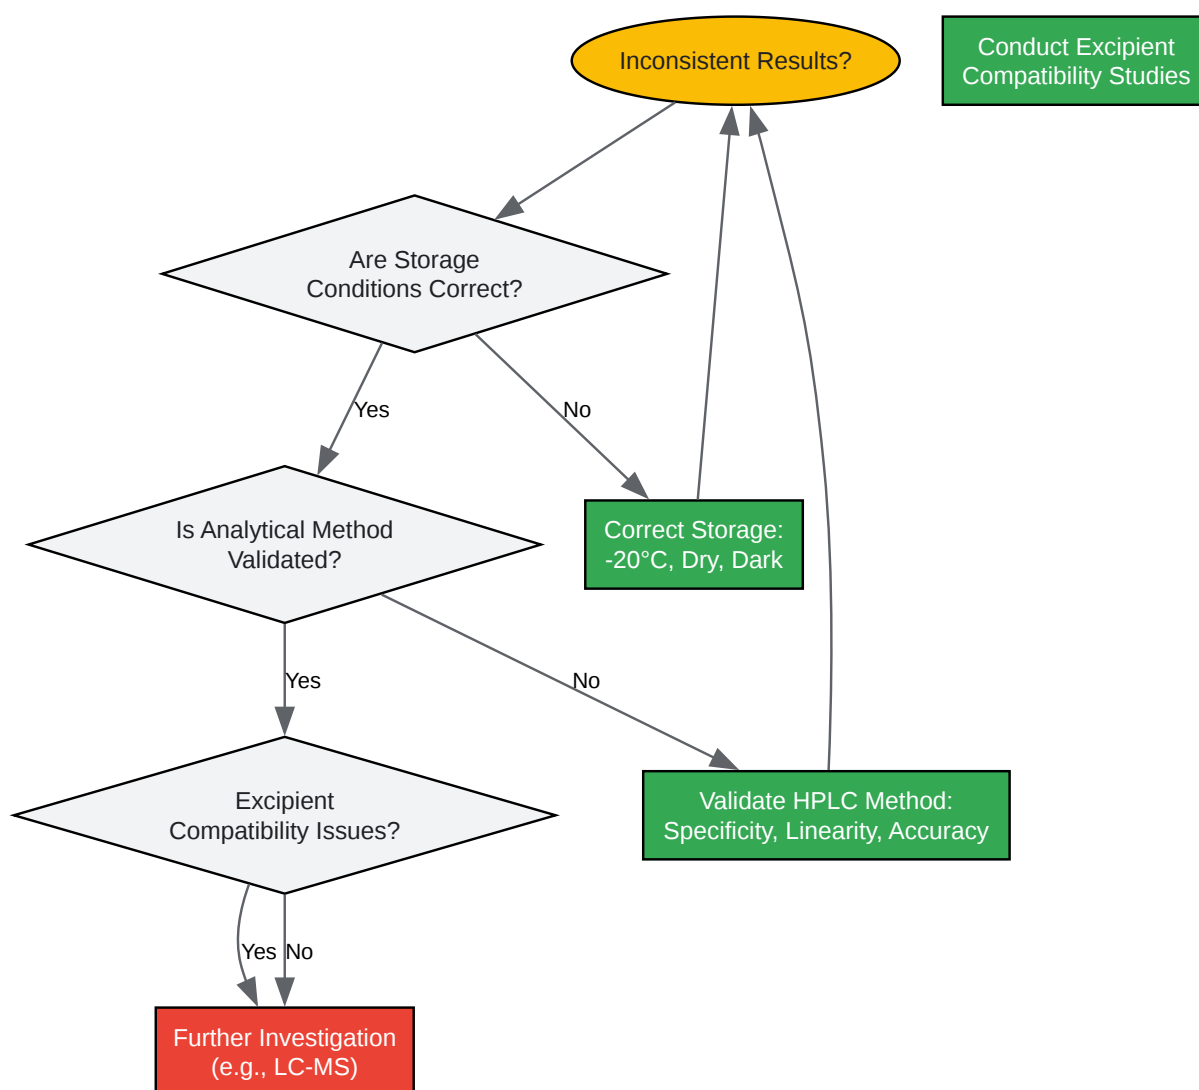 Inconsistent Results?
Conduct Excipient
Compatibility Studies
Are Storage
Conditions Correct?
Yes
No
Is Analytical Method
Validated?
Correct Storage:
-20°C, Dry, Dark
Yes
No
Excipient
Compatibility Issues?
Validate HPLC Method:
Specificity, Linearity, Accuracy
Yes
No
Further Investigation
(e.g., LC-MS)